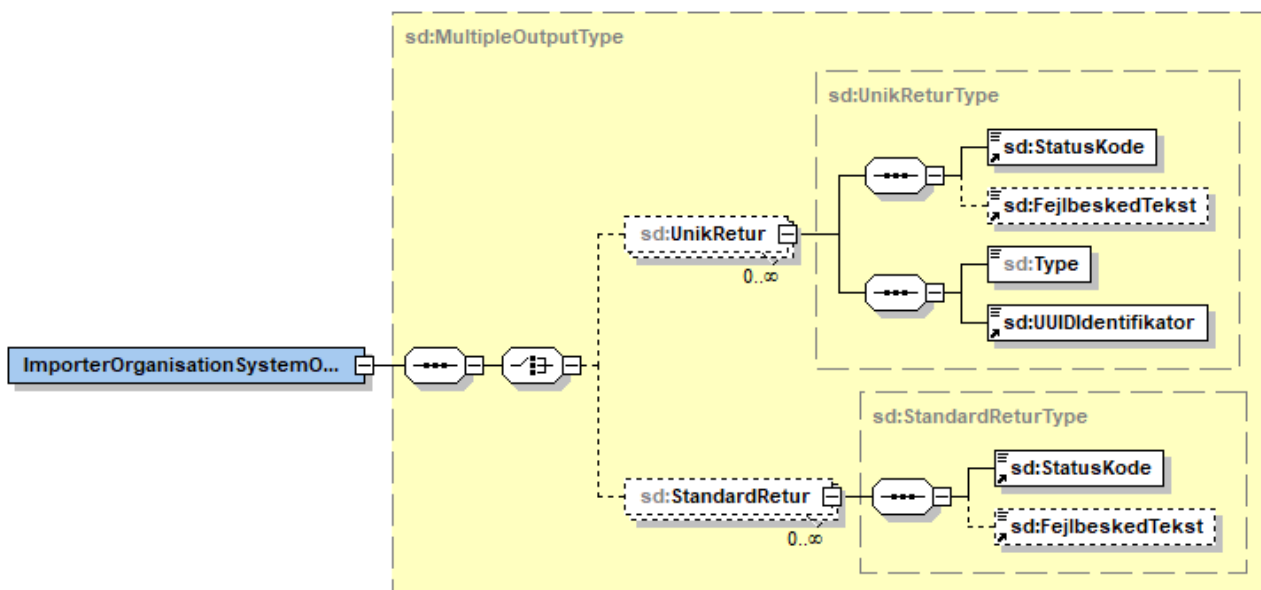 sd:MultipleOutputType
sd:UnikReturType
sd:StatusKode
sd:FejlbeskedTekst
sd:UnikRetur
0..∞
sd:Type
sd:UUIDIdentifikator
ImporterOrganisationSystemO...
sd:StandardReturType
sd:StatusKode
sd:StandardRetur
0..∞
sd:FejlbeskedTekst